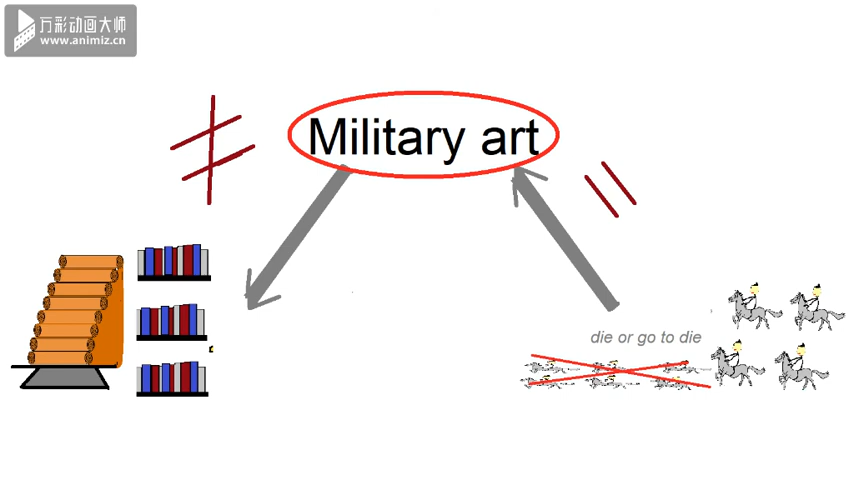 万彩动画大师
www.animiz.cn
Military art
die or go to die